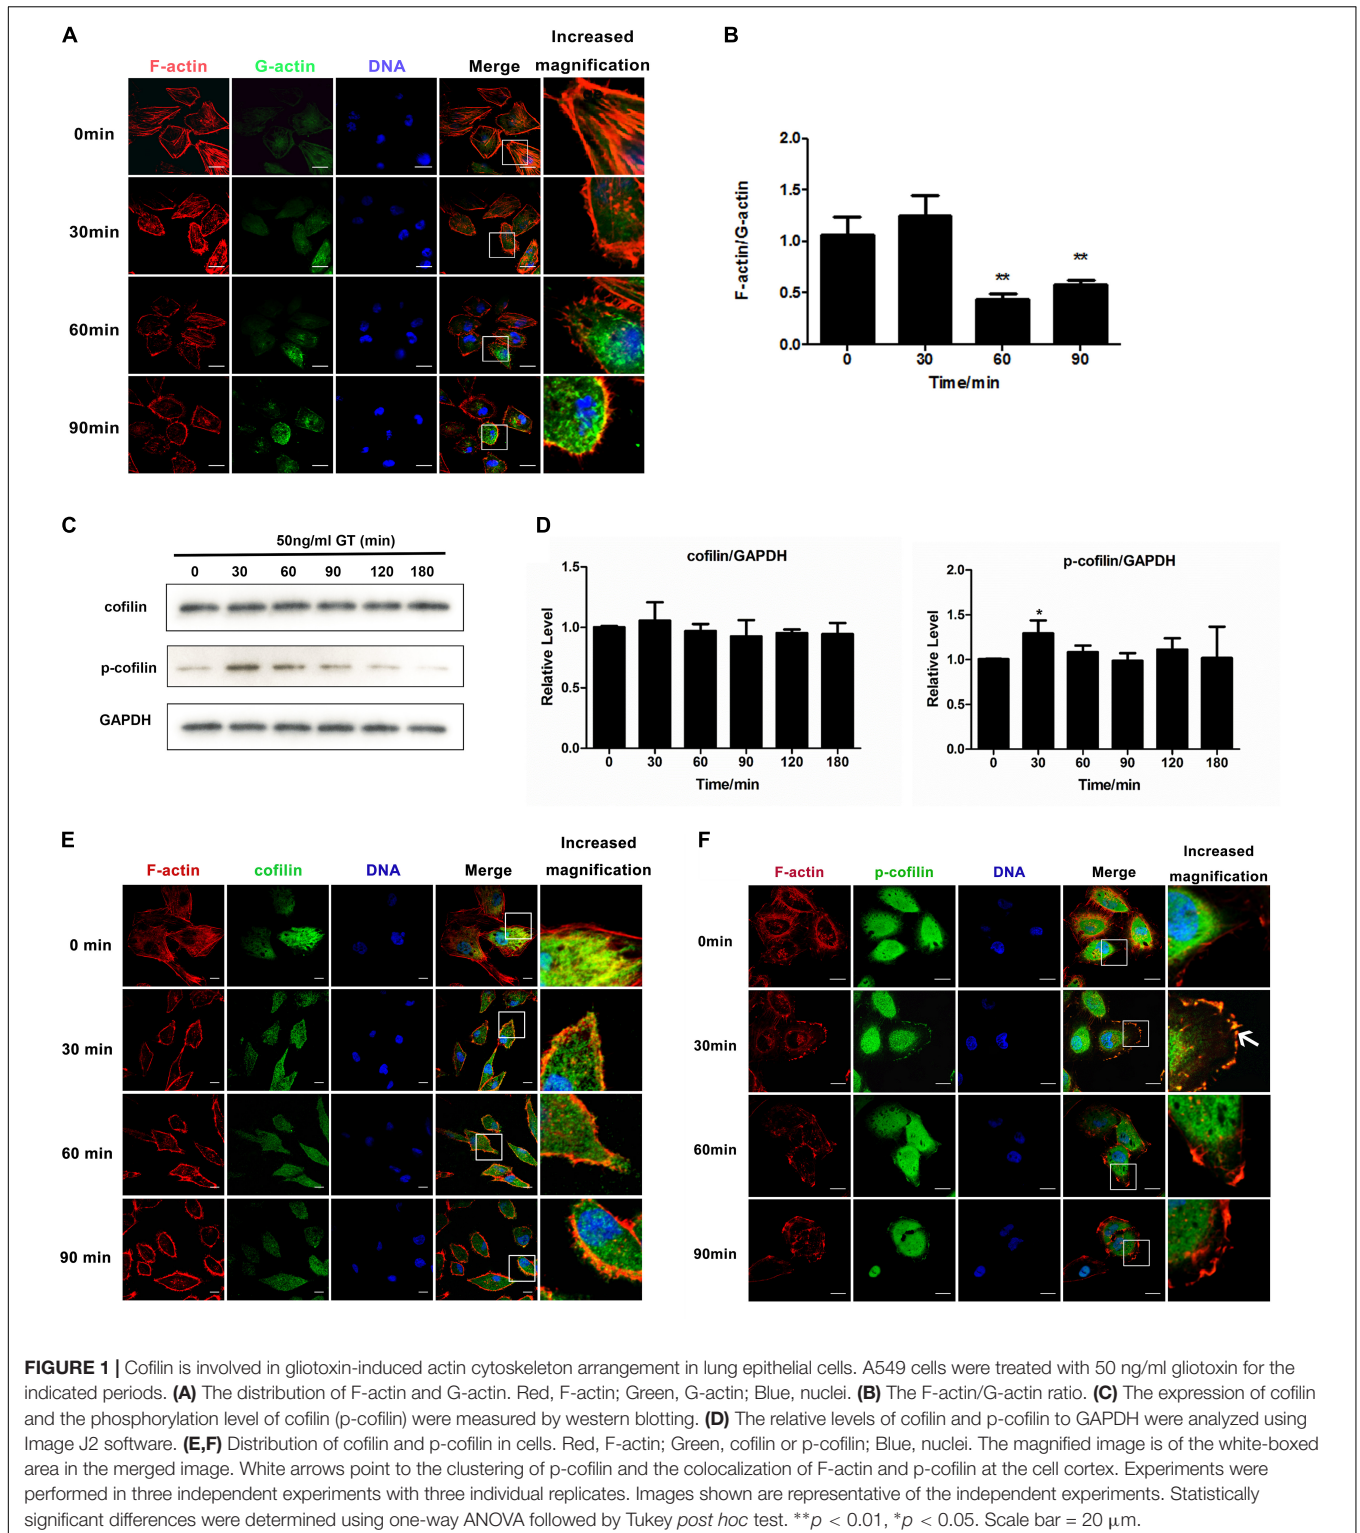 A
Increased
F-actin G-actin DNA Merge magnification
0min
30min
60min
90min
B
2.0
1.5
1.0
0.5
0.0
F-actin/G-actin
**
**
0 30 60 90
Time/min
C
50ng/ml GT (min)
0 30 60 90 120 180
cofilin
p-cofilin
GAPDH
D
cofilin/GAPDH
1.5
1.0
0.5
0.0
Relative Level
0 30 60 90 120 180
Time/min
p-cofilin/GAPDH
2.0
1.5
1.0
0.5
0.0
Relative Level
*
0 30 60 90 120 180
Time/min
E
Increased
F-actin cofilin DNA Merge magnification
0 min
30 min
60 min
90 min
F
Increased
F-actin p-cofilin DNA Merge magnification
0min
30min
60min
90min
FIGURE 1 | Cofilin is involved in gliotoxin-induced actin cytoskeleton arrangement in lung epithelial cells. A549 cells were treated with 50 ng/ml gliotoxin for the
indicated periods. (A) The distribution of F-actin and G-actin. Red, F-actin; Green, G-actin; Blue, nuclei. (B) The F-actin/G-actin ratio. (C) The expression of cofilin
and the phosphorylation level of cofilin (p-cofilin) were measured by western blotting. (D) The relative levels of cofilin and p-cofilin to GAPDH were analyzed using
Image J2 software. (E,F) Distribution of cofilin and p-cofilin in cells. Red, F-actin; Green, cofilin or p-cofilin; Blue, nuclei. The magnified image is of the white-boxed
area in the merged image. White arrows point to the clustering of p-cofilin and the colocalization of F-actin and p-cofilin at the cell cortex. Experiments were
performed in three independent experiments with three individual replicates. Images shown are representative of the independent experiments. Statistically
significant differences were determined using one-way ANOVA followed by Tukey post hoc test. **p < 0.01, *p < 0.05. Scale bar = 20 μm.